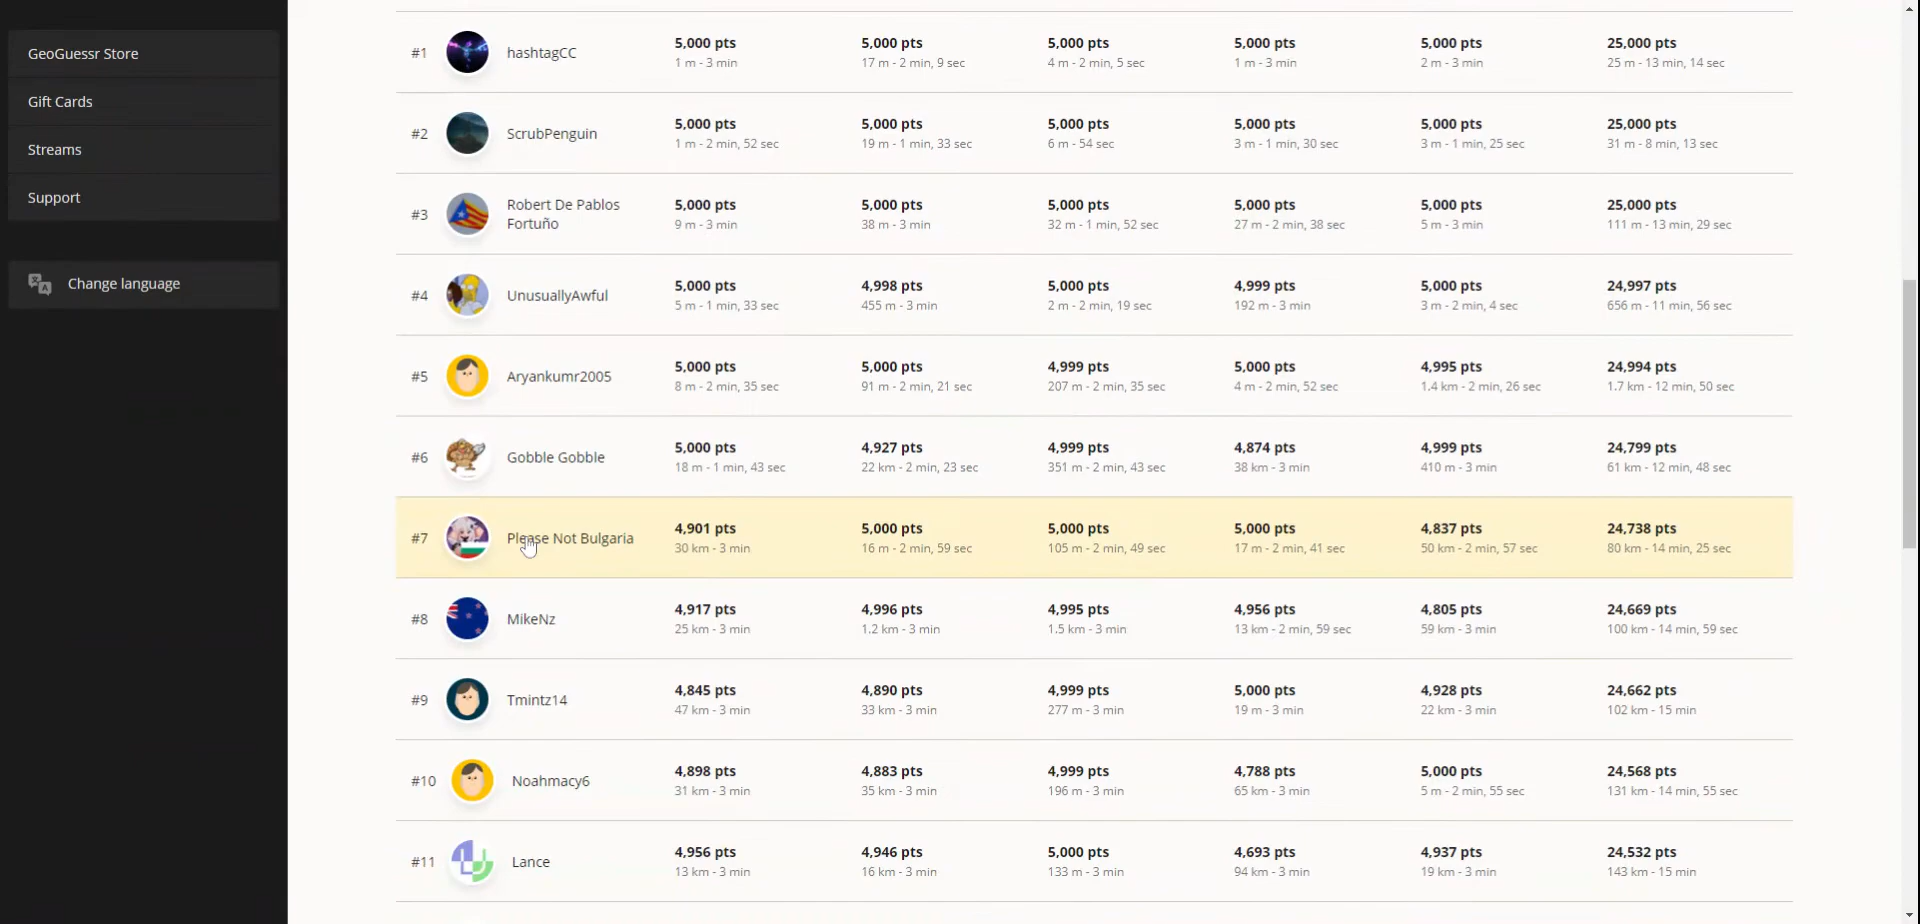 GeoGuessr Store
Gift Cards
Streams
Support
Change language
#1 hashtagCC 5,000 pts 5,000 pts 5,000 pts 5,000 pts 5,000 pts 25,000 pts
1 m - 3 min 17 m - 2 min, 9 sec 4 m - 2 min, 5 sec 1 m - 3 min 2 m - 3 min 25 m - 13 min, 14 sec
#2 ScrubPenguin 5,000 pts 5,000 pts 5,000 pts 5,000 pts 5,000 pts 25,000 pts
1 m - 2 min, 52 sec 19 m - 1 min, 33 sec 6 m - 54 sec 3 m - 1 min, 30 sec 3 m - 1 min, 25 sec 31 m - 8 min, 13 sec
#3 Robert De Pablos Fortuño 5,000 pts 5,000 pts 5,000 pts 5,000 pts 5,000 pts 25,000 pts
9 m - 3 min 38 m - 3 min 32 m - 1 min, 52 sec 27 m - 2 min, 38 sec 5 m - 3 min 111 m - 13 min, 29 sec
#4 UnusuallyAwful 5,000 pts 4,998 pts 5,000 pts 4,999 pts 5,000 pts 24,997 pts
5 m - 1 min, 33 sec 455 m - 3 min 2 m - 2 min, 19 sec 192 m - 3 min 3 m - 2 min, 4 sec 656 m - 11 min, 56 sec
#5 Aryankumr2005 5,000 pts 5,000 pts 4,999 pts 5,000 pts 4,995 pts 24,994 pts
8 m - 2 min, 35 sec 91 m - 2 min, 21 sec 207 m - 2 min, 35 sec 4 m - 2 min, 52 sec 1.4 km - 2 min, 26 sec 1.7 km - 12 min, 50 sec
#6 Gobble Gobble 5,000 pts 4,927 pts 4,999 pts 4,874 pts 4,999 pts 24,799 pts
18 m - 1 min, 43 sec 22 km - 2 min, 23 sec 351 m - 2 min, 43 sec 38 km - 3 min 410 m - 3 min 61 km - 12 min, 48 sec
#7 Please Not Bulgaria 4,901 pts 5,000 pts 5,000 pts 5,000 pts 4,837 pts 24,738 pts
30 km - 3 min 16 m - 2 min, 59 sec 105 m - 2 min, 49 sec 17 m - 2 min, 41 sec 50 km - 2 min, 57 sec 80 km - 14 min, 25 sec
#8 MikeNz 4,917 pts 4,996 pts 4,995 pts 4,956 pts 4,805 pts 24,669 pts
25 km - 3 min 1.2 km - 3 min 1.5 km - 3 min 13 km - 2 min, 59 sec 59 km - 3 min 100 km - 14 min, 59 sec
#9 Tmintz14 4,845 pts 4,890 pts 4,999 pts 5,000 pts 4,928 pts 24,662 pts
47 km - 3 min 33 km - 3 min 277 m - 3 min 19 m - 3 min 22 km - 3 min 102 km - 15 min
#10 Noahmacy6 4,898 pts 4,883 pts 4,999 pts 4,788 pts 5,000 pts 24,568 pts
31 km - 3 min 35 km - 3 min 196 m - 3 min 65 km - 3 min 5 m - 2 min, 55 sec 131 km - 14 min, 55 sec
#11 Lance 4,956 pts 4,946 pts 5,000 pts 4,693 pts 4,937 pts 24,532 pts
13 km - 3 min 16 km - 3 min 133 m - 3 min 94 km - 3 min 19 km - 3 min 143 km - 15 min